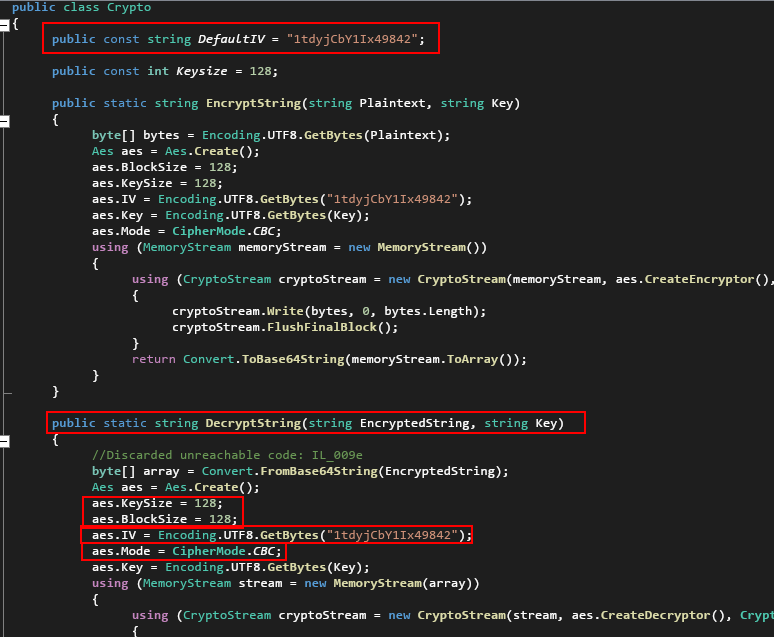 public class Crypto
{
public const string DefaultIV = "1tdyjCbY1Ix49842";
public const int Keysize = 128;
public static string EncryptString(string Plaintext, string Key)
{
byte[] bytes = Encoding.UTF8.GetBytes(Plaintext);
Aes aes = Aes.Create();
aes.BlockSize = 128;
aes.KeySize = 128;
aes.IV = Encoding.UTF8.GetBytes("1tdyjCbY1Ix49842");
aes.Key = Encoding.UTF8.GetBytes(Key);
aes.Mode = CipherMode.CBC;
using (MemoryStream memoryStream = new MemoryStream())
{
using (CryptoStream cryptoStream = new CryptoStream(memoryStream, aes.CreateEncryptor(),
{
cryptoStream.Write(bytes, 0, bytes.Length);
cryptoStream.FlushFinalBlock();
}
return Convert.ToBase64String(memoryStream.ToArray());
}
}
public static string DecryptString(string EncryptedString, string Key)
{
//Discarded unreachable code: IL_009e
byte[] array = Convert.FromBase64String(EncryptedString);
Aes aes = Aes.Create();
aes.KeySize = 128;
aes.BlockSize = 128;
aes.IV = Encoding.UTF8.GetBytes("1tdyjCbY1Ix49842");
aes.Mode = CipherMode.CBC;
aes.Key = Encoding.UTF8.GetBytes(Key);
using (MemoryStream stream = new MemoryStream(array))
{
using (CryptoStream cryptoStream = new CryptoStream(stream, aes.CreateDecryptor(), Crypt
{